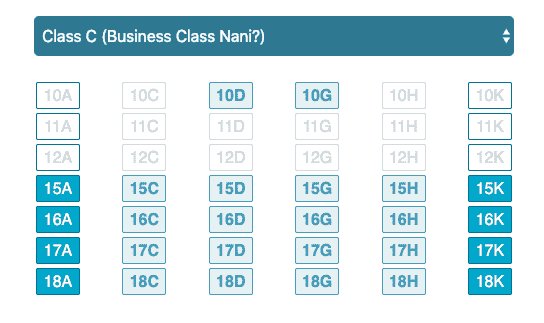 Class C (Business Class Nani?)
10A 10C 10D 10G 10H 10K
11A 11C 11D 11G 11H 11K
12A 12C 12D 12G 12H 12K
15A 15C 15D 15G 15H 15K
16A 16C 16D 16G 16H 16K
17A 17C 17D 17G 17H 17K
18A 18C 18D 18G 18H 18K